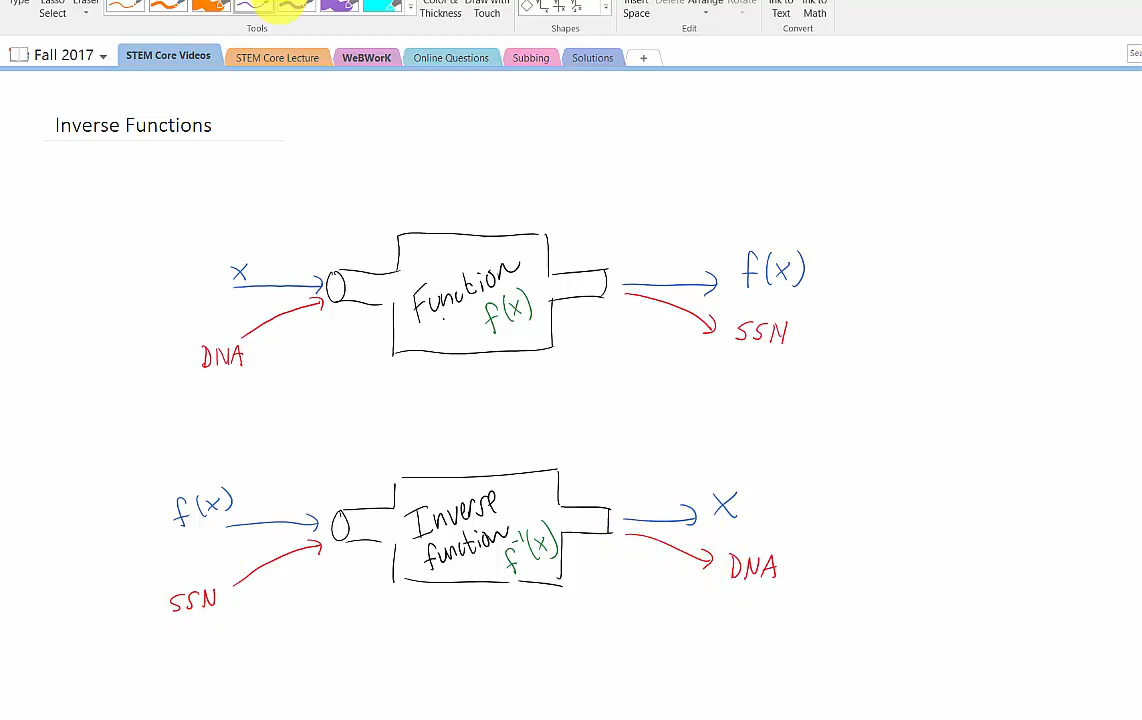 Type Lasso Select Eraser Color & Thickness Draw with Touch Insert Space Delete Arrange Rotate Ink to Text Ink to Math
Tools Shapes Edit Convert
Fall 2017 STEM Core Videos STEM Core Lecture WeBWorK Online Questions Subbing Solutions + Sea
Inverse Functions
x
Function
f(x)
f(x)
DNA
SSN
f(x)
Inverse
function
f⁻¹(x)
x
SSN
DNA